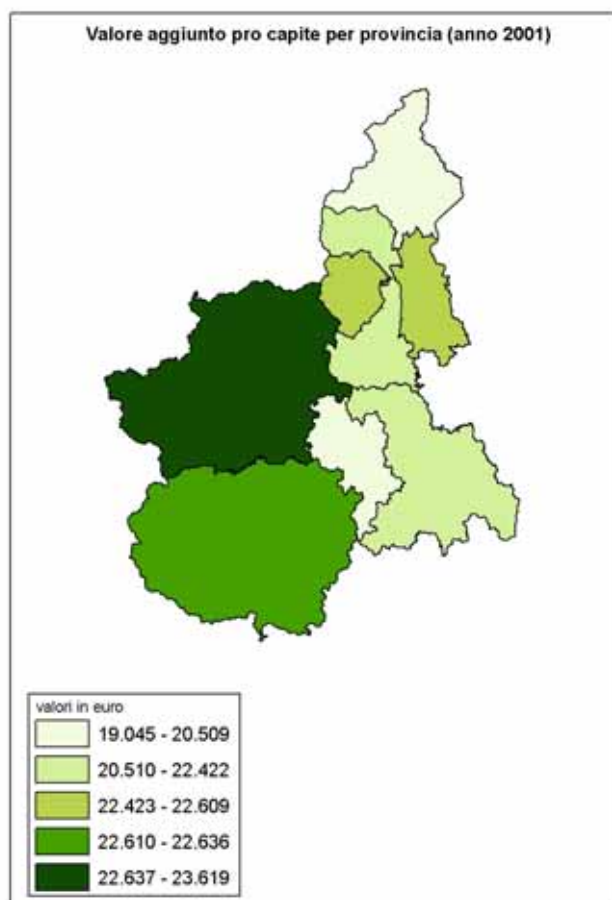 Valore aggiunto pro capite per provincia (anno 2001)
valori in euro
19.045 - 20.509
20.510 - 22.422
22.423 - 22.609
22.610 - 22.636
22.637 - 23.619